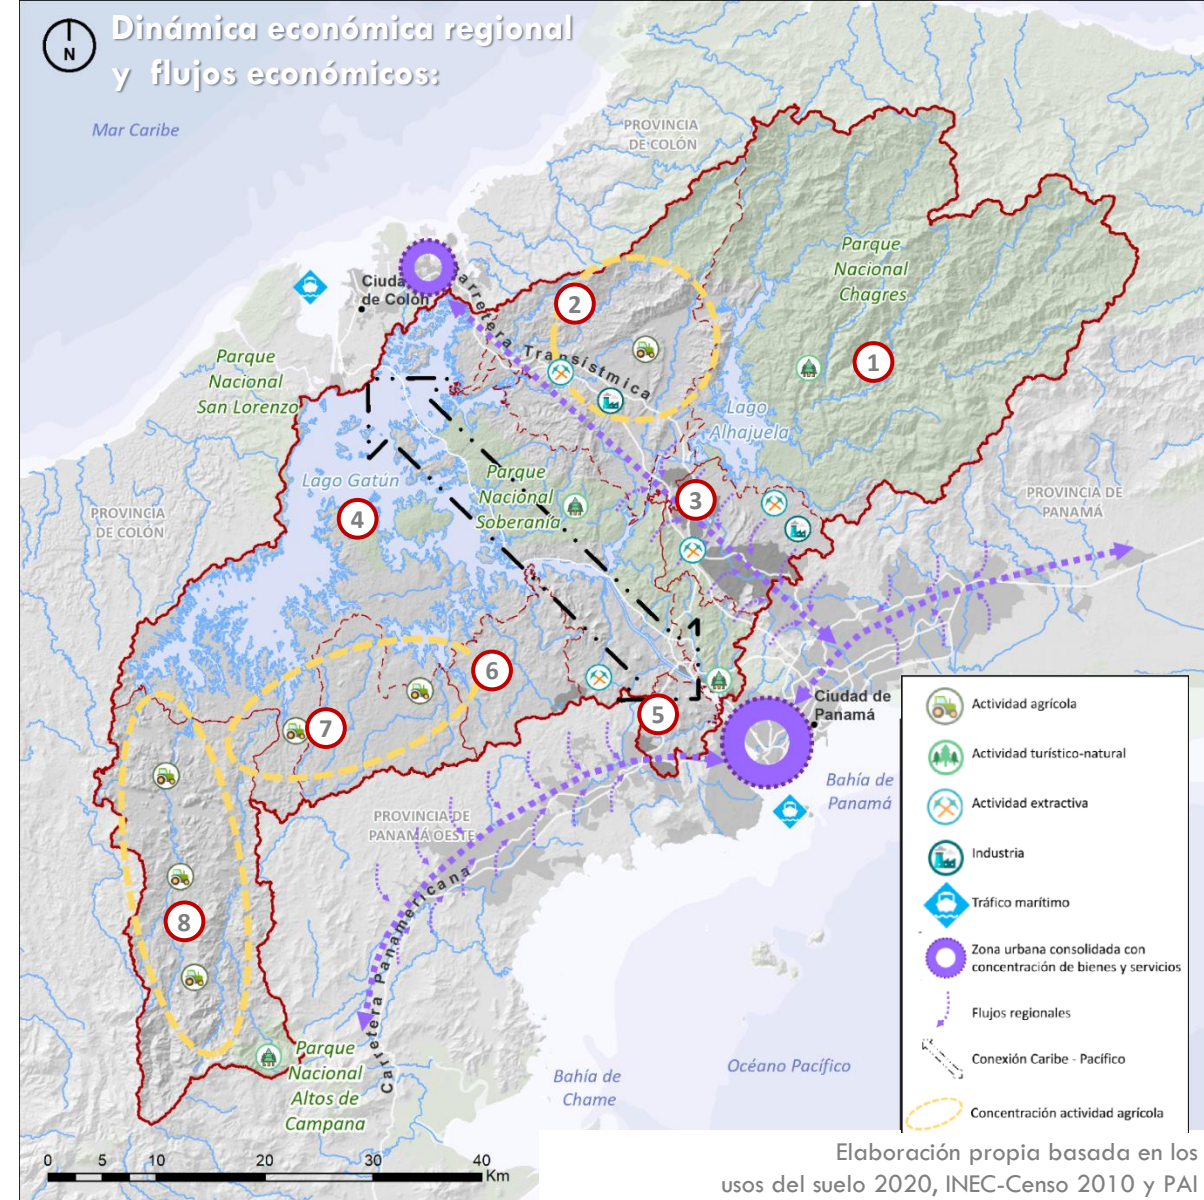 Dinámica económica regional
y flujos económicos:
N
Mar Caribe
PROVINCIA
DE COLÓN
Parque
Nacional
Chagres
Ciuda
de Colón
Carretera Transístmica
2
1
Parque
Nacional
San Lorenzo
Lago
Alhajuela
Lago Gatún
Parque
Nacional
Soberanía
PROVINCIA
DE COLÓN
4
3
PROVINCIA DE
PANAMÁ
6
5
7
Ciudad de
Panamá
Bahía de
Panamá
PROVINCIA DE
PANAMÁ OESTE
Carretera Panamericana
8
Parque
Nacional
Altos de
Campana
Bahía de
Chame
Océano Pacífico
Actividad agrícola
Actividad turístico-natural
Actividad extractiva
Industria
Tráfico marítimo
Zona urbana consolidada con
concentración de bienes y servicios
Flujos regionales
Conexión Caribe - Pacífico
Concentración actividad agrícola
0 5 10 20 30 40
Km
Elaboración propia basada en los
usos del suelo 2020, INEC-Censo 2010 y PAI